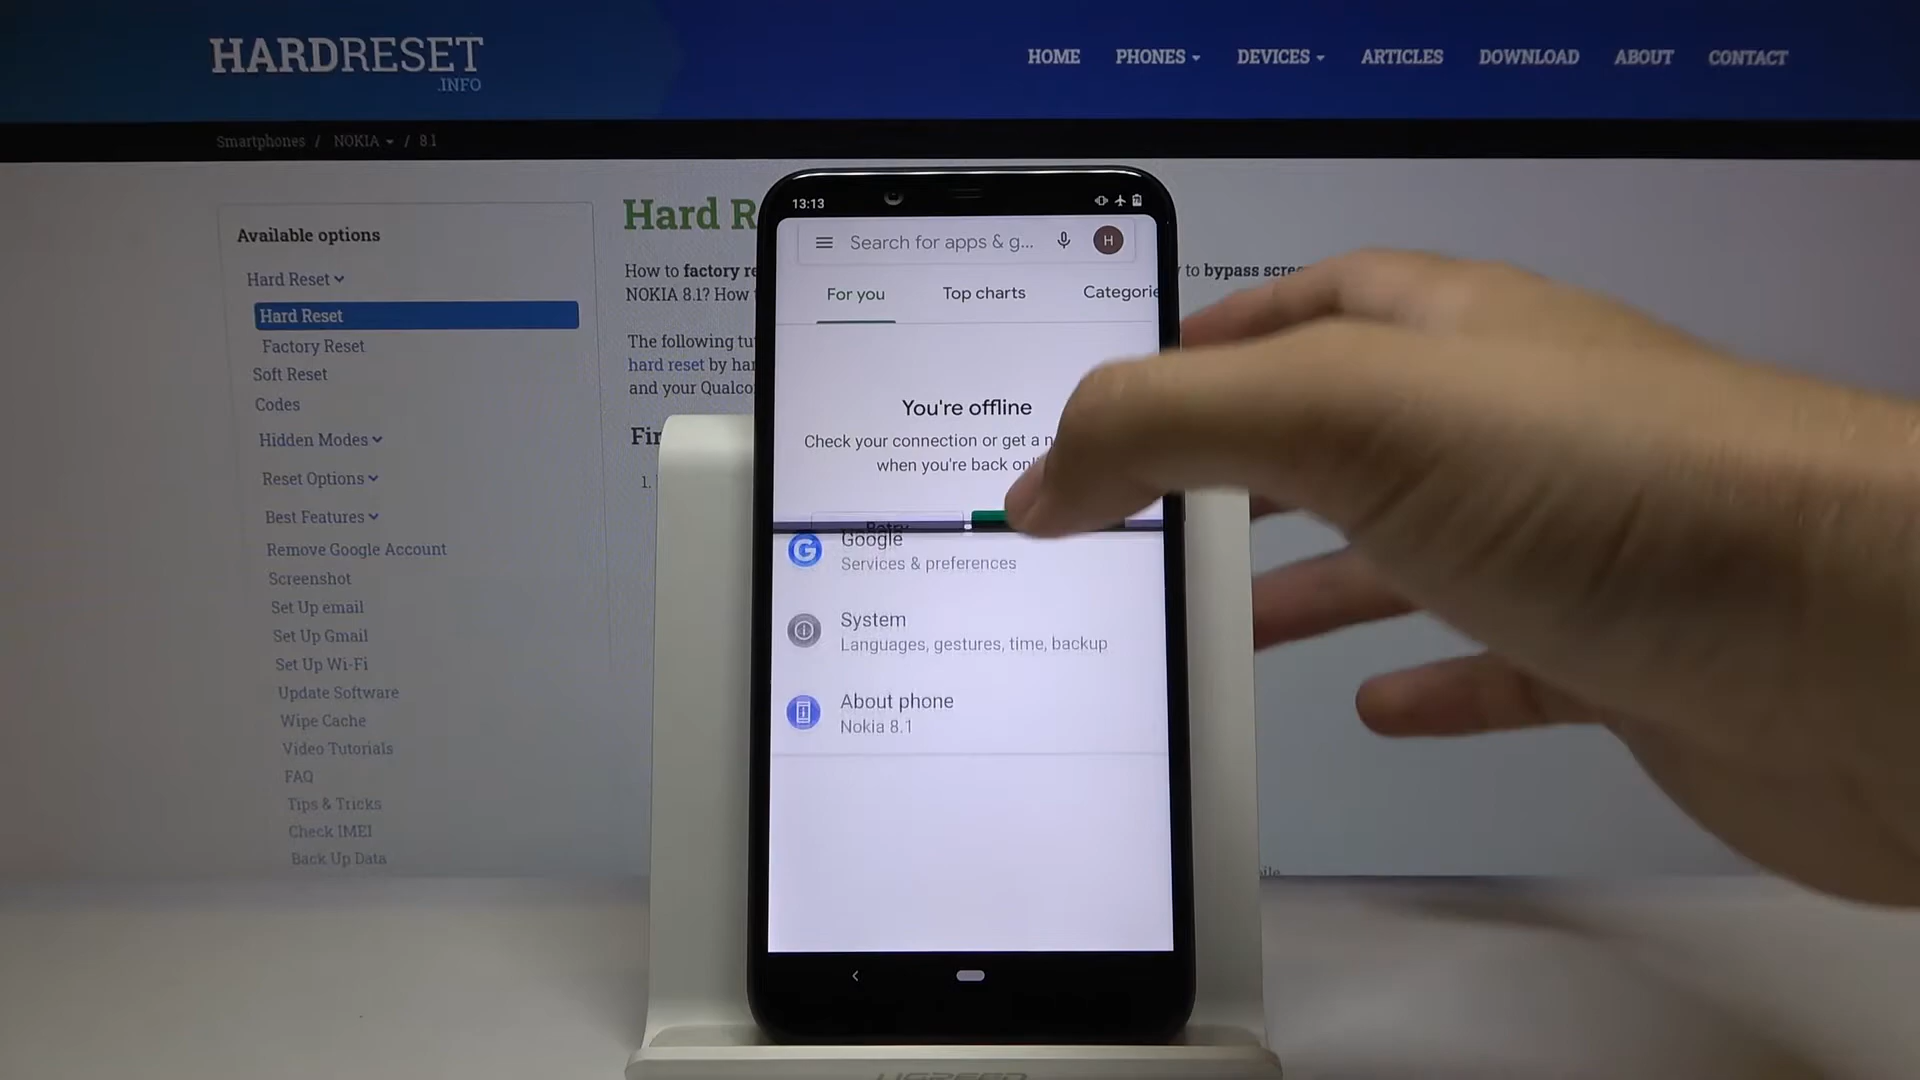 HARDRESET
.INFO
HOME PHONES DEVICES ARTICLES DOWNLOAD ABOUT CONTACT
Smartphones / NOKIA / 8.1
Available options
Hard Reset
Hard Reset
Factory Reset
Soft Reset
Codes
Hidden Modes
Reset Options
Best Features
Remove Google Account
Screenshot
Set Up email
Set Up Gmail
Set Up Wi-Fi
Update Software
Wipe Cache
Video Tutorials
FAQ
Tips & Tricks
Check IMEI
Back Up Data
Hard R
How to factory re
to bypass scre
NOKIA 8.1? How
The following tu
hard reset by har
and your Qualco
Fir
1.
13:13
Search for apps & g...
H
For you Top charts Categorie
You're offline
Check your connection or get a n
when you're back onl
Retry
Google
Services & preferences
System
Languages, gestures, time, backup
About phone
Nokia 8.1
UGREEN